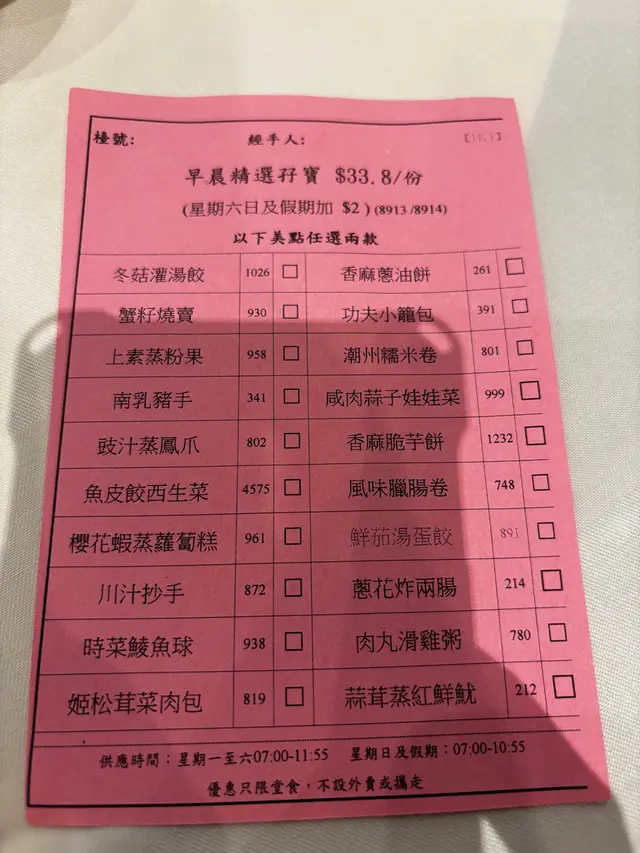 檯號: 經手人: [11.1]
早晨精選孖寶 $33.8/份
(星期六日及假期加 $2) (8913 /8914)
以下美點任選兩款
冬菇灌湯餃 1026 □ 香麻蔥油餅 261 □
蟹籽燒賣 930 □ 功夫小籠包 391 □
上素蒸粉果 958 □ 潮州糯米卷 801 □
南乳豬手 341 □ 咸肉蒜子娃娃菜 999 □
豉汁蒸鳳爪 802 □ 香麻脆芋餅 1232 □
魚皮餃西生菜 4575 □ 風味臘腸卷 748 □
櫻花蝦蒸蘿蔔糕 961 □ 鮮茄湯蛋餃 891 □
川汁抄手 872 □ 蔥花炸兩腸 214 □
時菜鯪魚球 938 □ 肉丸滑雞粥 780 □
姬松茸菜肉包 819 □ 蒜茸蒸紅鮮魷 212 □
供應時間：星期一至六07:00-11:55 星期日及假期：07:00-10:55
優惠只限堂食，不設外賣或攜走